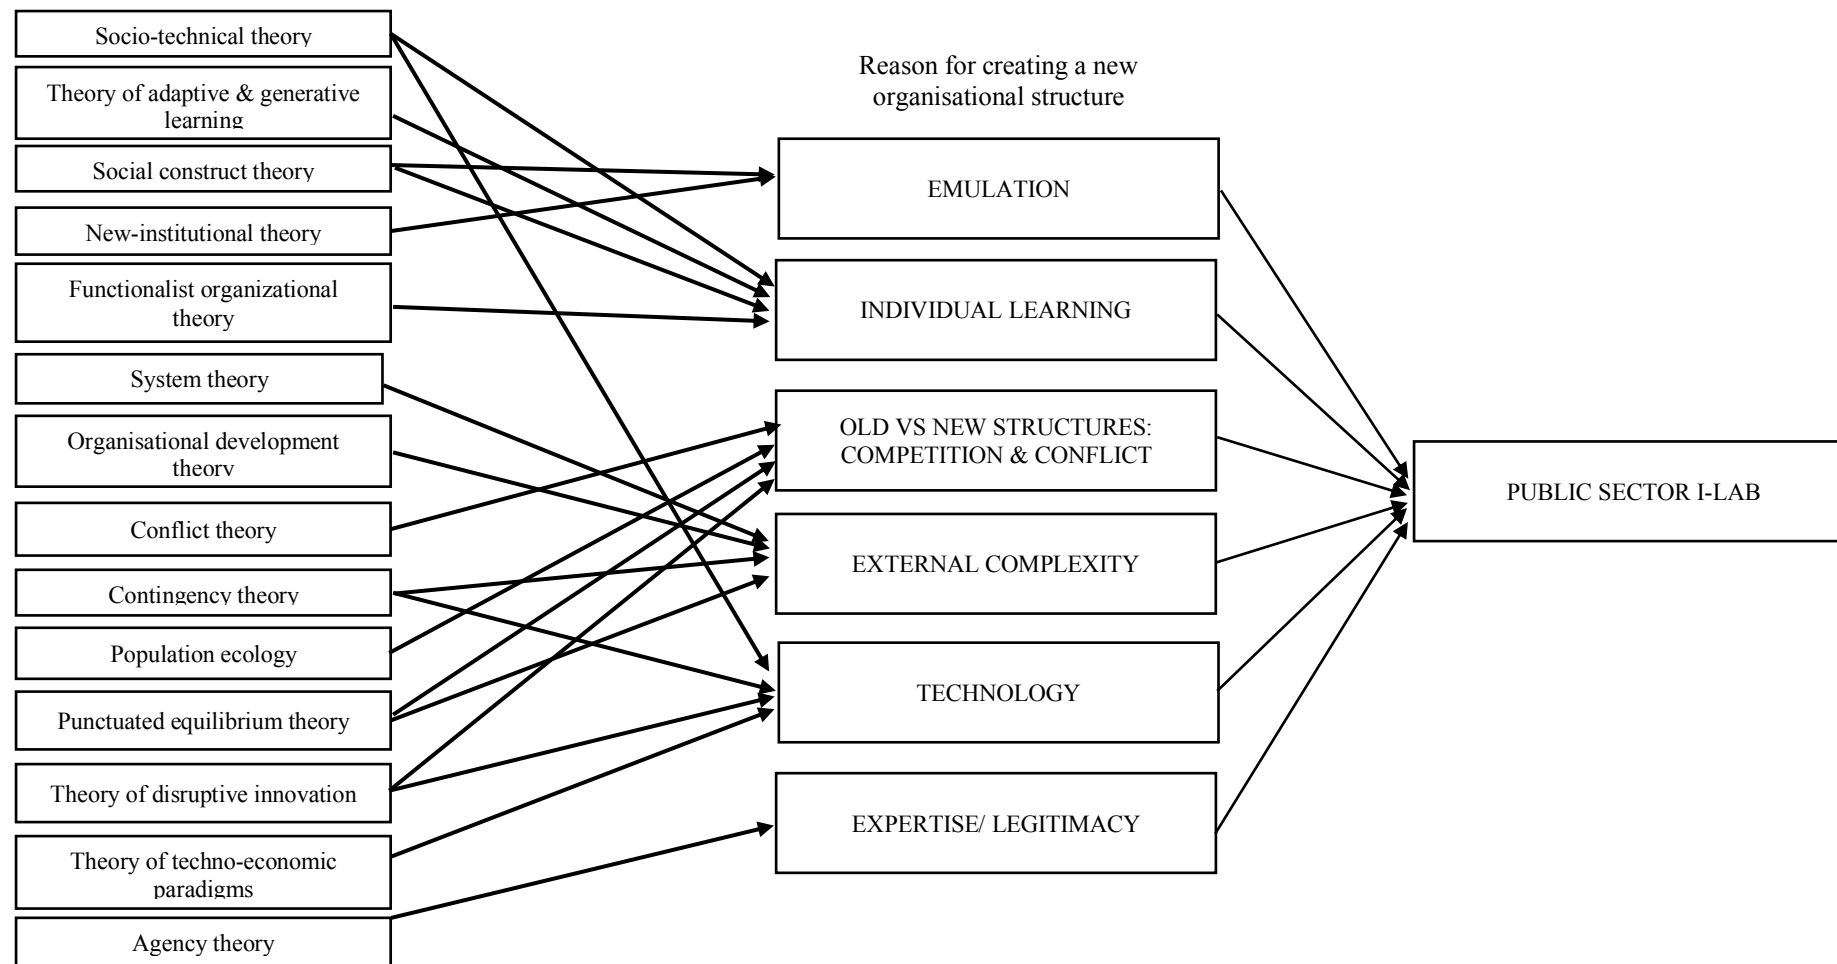 Socio-technical theory
Theory of adaptive & generative
learning
Social construct theory
New-institutional theory
Functionalist organizational
theory
System theory
Organisational development
theory
Conflict theory
Contingency theory
Population ecology
Punctuated equilibrium theory
Theory of disruptive innovation
Theory of techno-economic
paradigms
Agency theory
Reason for creating a new
organisational structure
EMULATION
INDIVIDUAL LEARNING
OLD VS NEW STRUCTURES:
COMPETITION & CONFLICT
EXTERNAL COMPLEXITY
TECHNOLOGY
EXPERTISE/ LEGITIMACY
PUBLIC SECTOR I-LAB